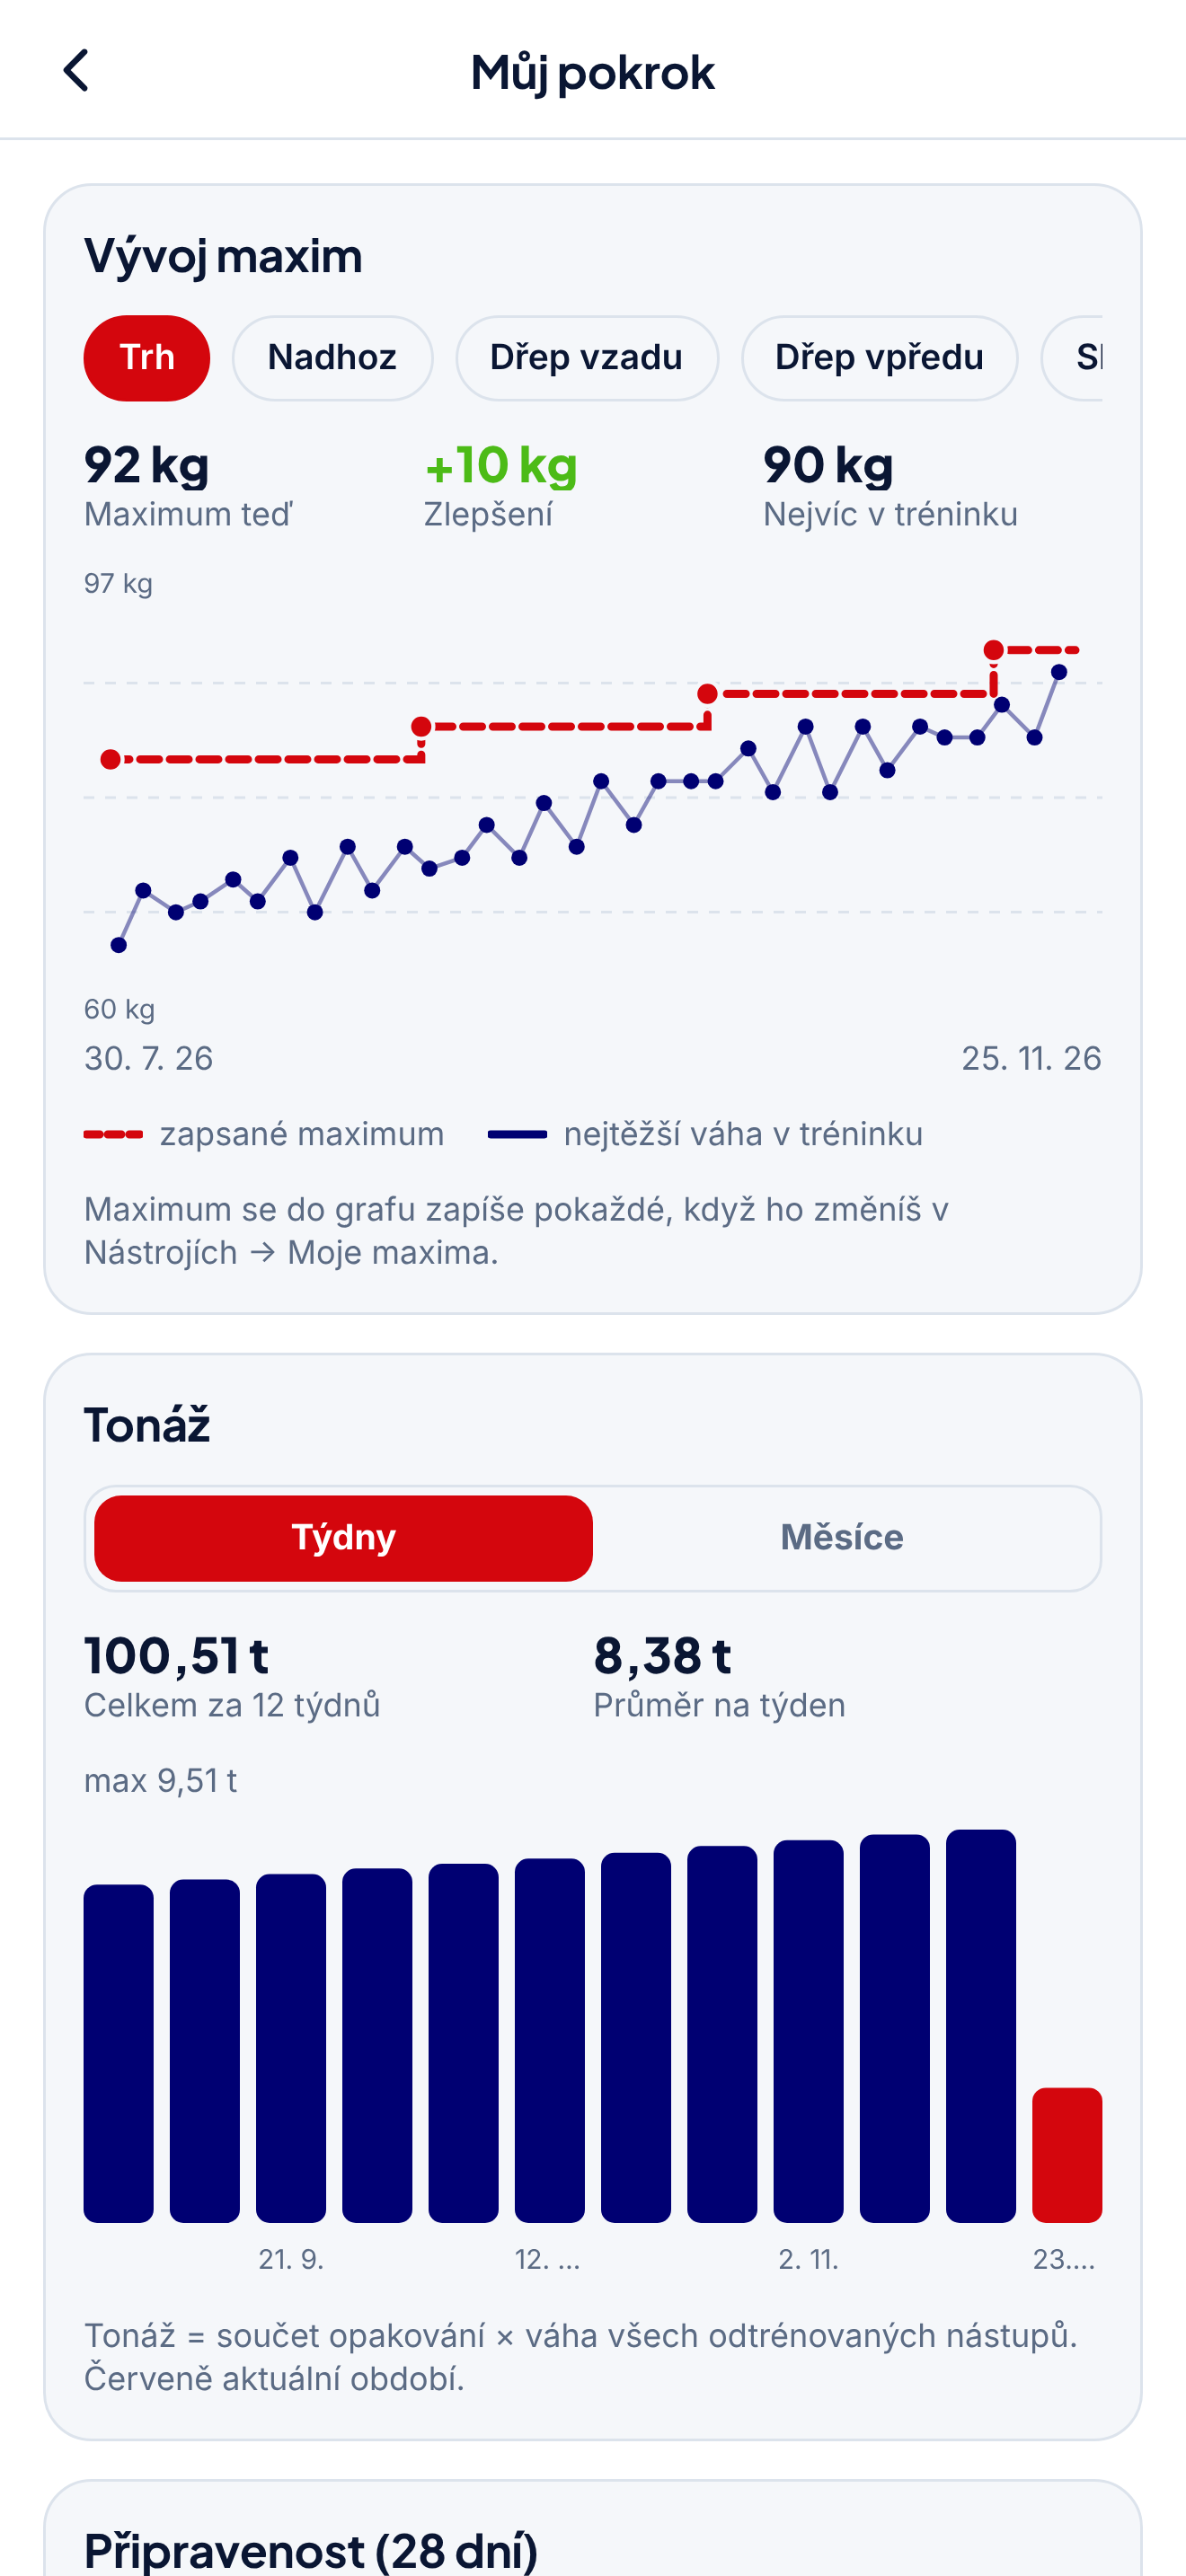 Můj pokrok
Vývoj maxim
Trh Nadhoz Dřep vzadu Dřep vpředu
92 kg +10 kg 90 kg
Maximum teď Zlepšení Nejvíc v tréninku
97 kg
60 kg
30. 7. 26 25. 11. 26
zapsané maximum nejtěžší váha v tréninku
Maximum se do grafu zapíše pokaždé, když ho změníš v
Nástrojích → Moje maxima.
Tonáž
Týdny Měsíce
100,51 t 8,38 t
Celkem za 12 týdnů Průměr na týden
max 9,51 t
21. 9. 12. ... 2. 11. 23....
Tonáž = součet opakování × váha všech odtrénovaných nástupů.
Červeně aktuální období.
Připravenost (28 dní)